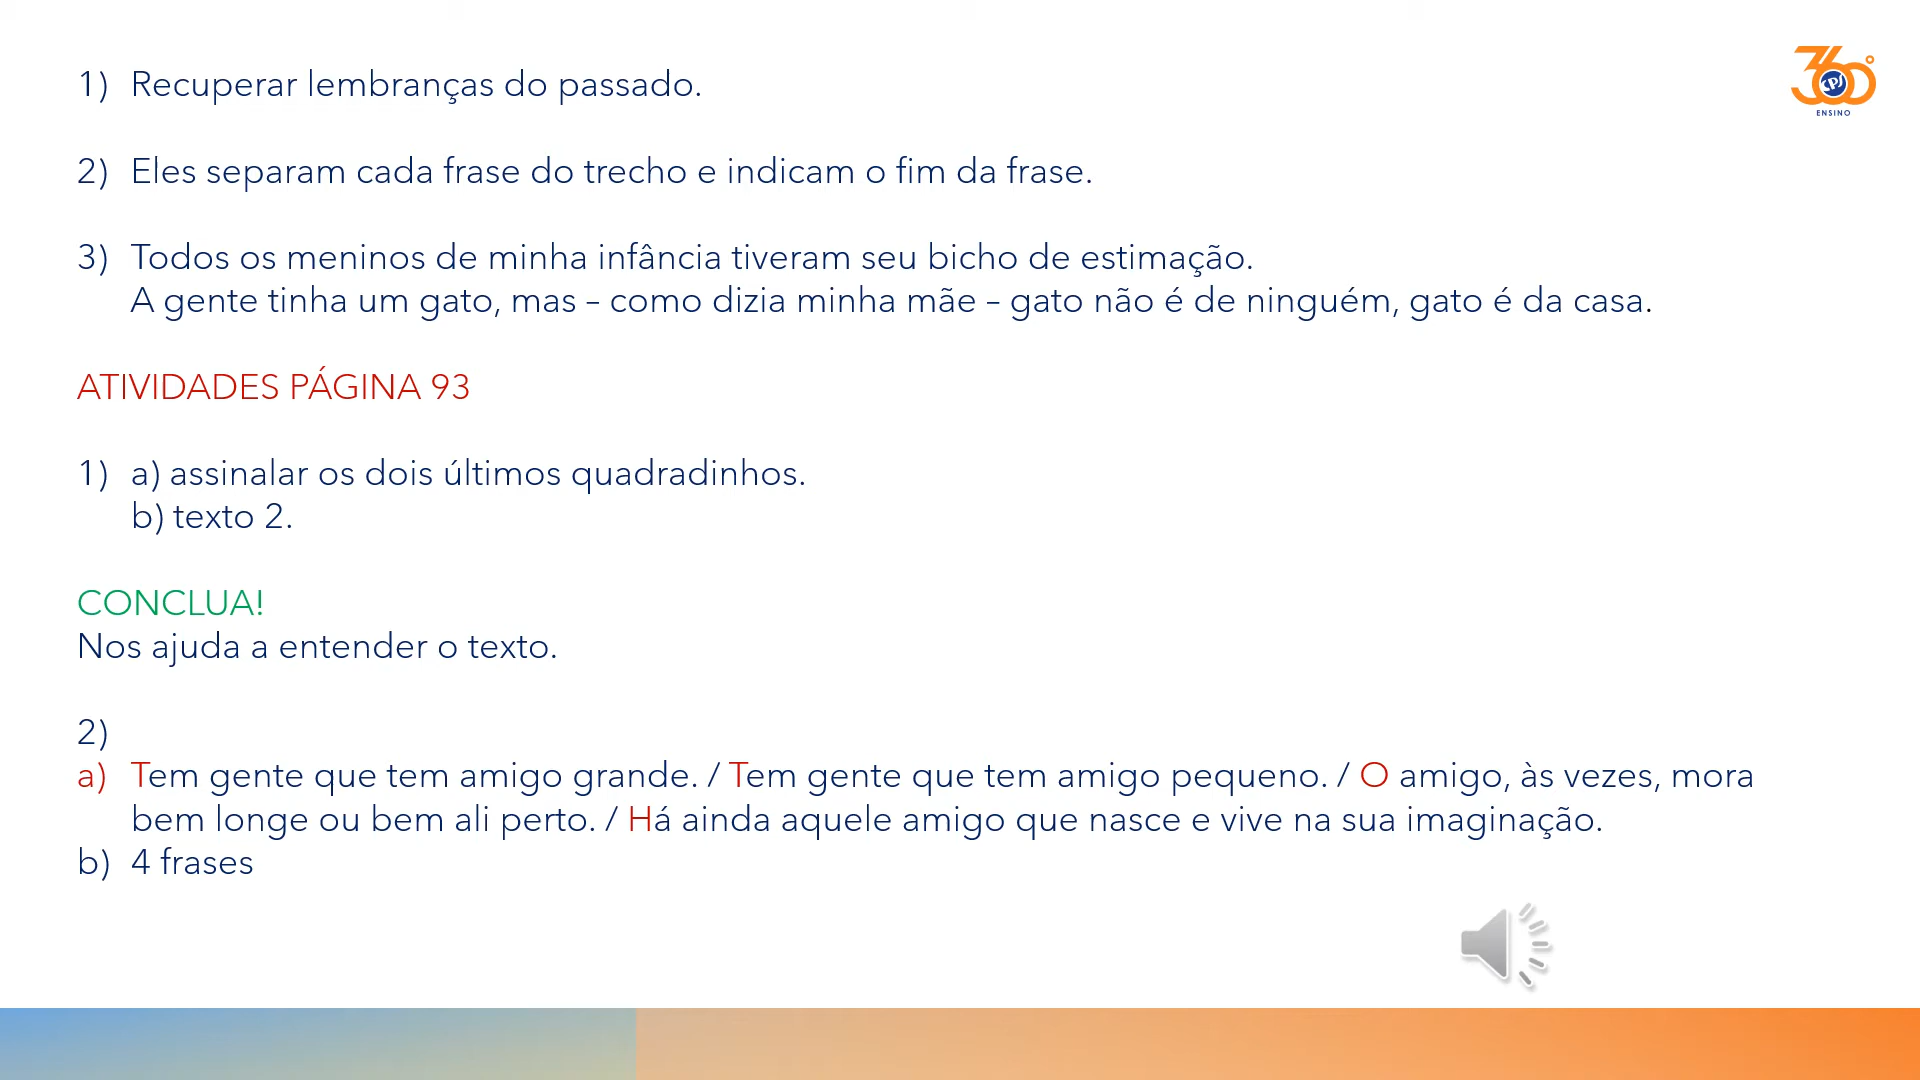 1) Recuperar lembranças do passado.
2) Eles separam cada frase do trecho e indicam o fim da frase.
3) Todos os meninos de minha infância tiveram seu bicho de estimação.
A gente tinha um gato, mas – como dizia minha mãe – gato não é de ninguém, gato é da casa.
ATIVIDADES PÁGINA 93
1) a) assinalar os dois últimos quadradinhos.
b) texto 2.
CONCLUA!
Nos ajuda a entender o texto.
2)
a) Tem gente que tem amigo grande. / Tem gente que tem amigo pequeno. / O amigo, às vezes, mora
bem longe ou bem ali perto. / Há ainda aquele amigo que nasce e vive na sua imaginação.
b) 4 frases
360°
ENSINO